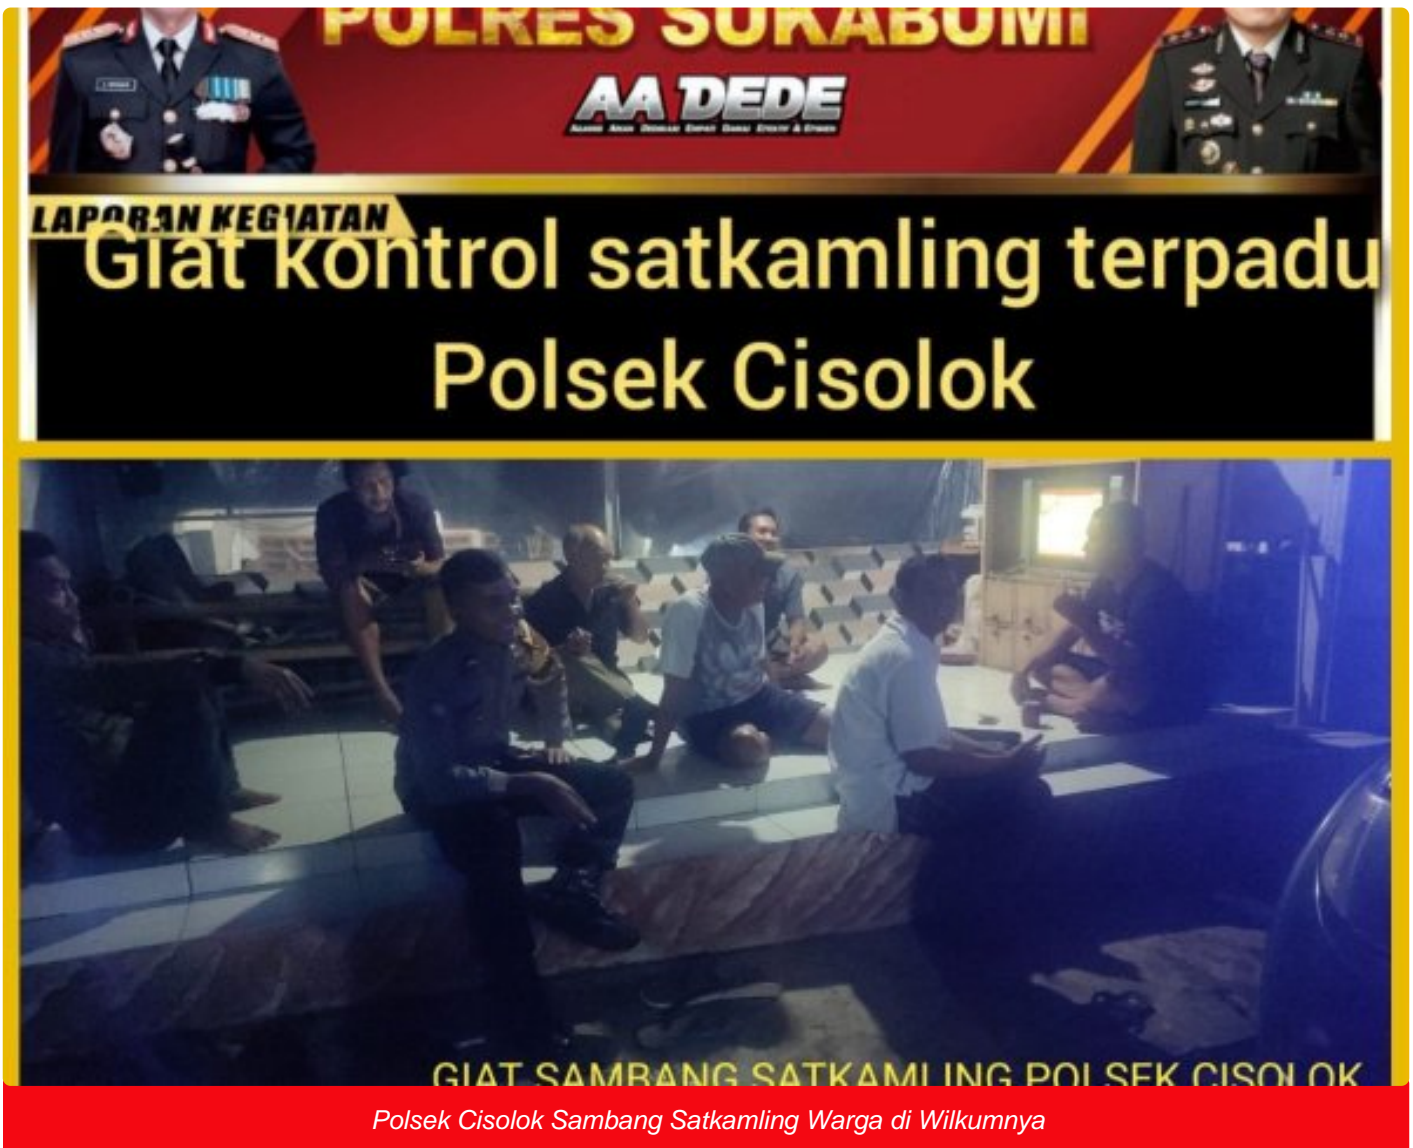 POLRES SUKABUMI
AA DEDE
LAPORAN KEGIATAN
Giat kontrol satkamling terpadu
Polsek Cisolok
GIAT SAMBANG SATKAMLING POLSEK CISOLOK
Polsek Cisolok Sambang Satkamling Warga di Wilkumnya